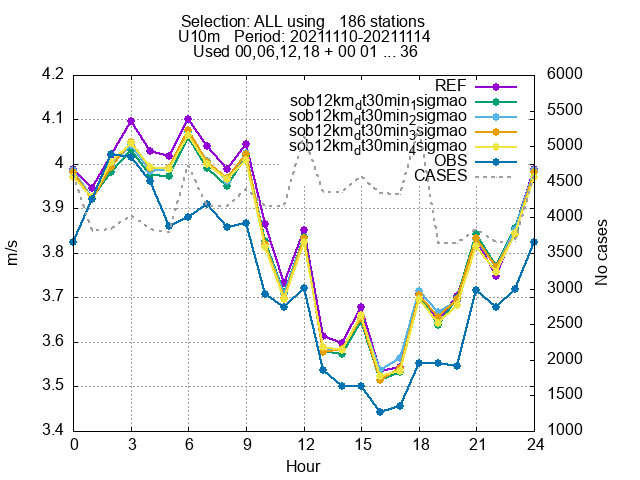 Selection: ALL using   186 stations
U10m   Period: 20211110-20211114
Used 00,06,12,18 + 00 01 ... 36
4.2
4.1
4
3.9
3.8
3.7
3.6
3.5
3.4
m/s
REF
sob12km_dt30min_1sigmao
sob12km_dt30min_2sigmao
sob12km_dt30min_3sigmao
sob12km_dt30min_4sigmao
OBS
CASES
6000
5500
5000
4500
4000
3500
3000
2500
2000
1500
1000
No cases
0 3 6 9 12 15 18 21 24
Hour